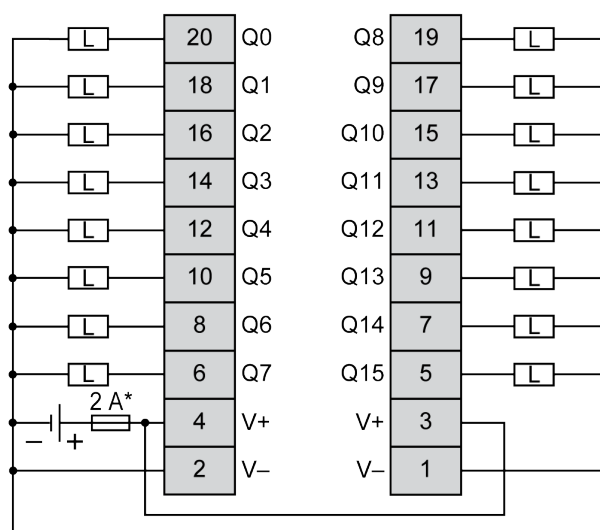 L 20 Q0 Q8 19 L
L 18 Q1 Q9 17 L
L 16 Q2 Q10 15 L
L 14 Q3 Q11 13 L
L 12 Q4 Q12 11 L
L 10 Q5 Q13 9 L
L 8 Q6 Q14 7 L
L 6 Q7 Q15 5 L
2 A*
– + 4 V+ V+ 3
2 V– V– 1